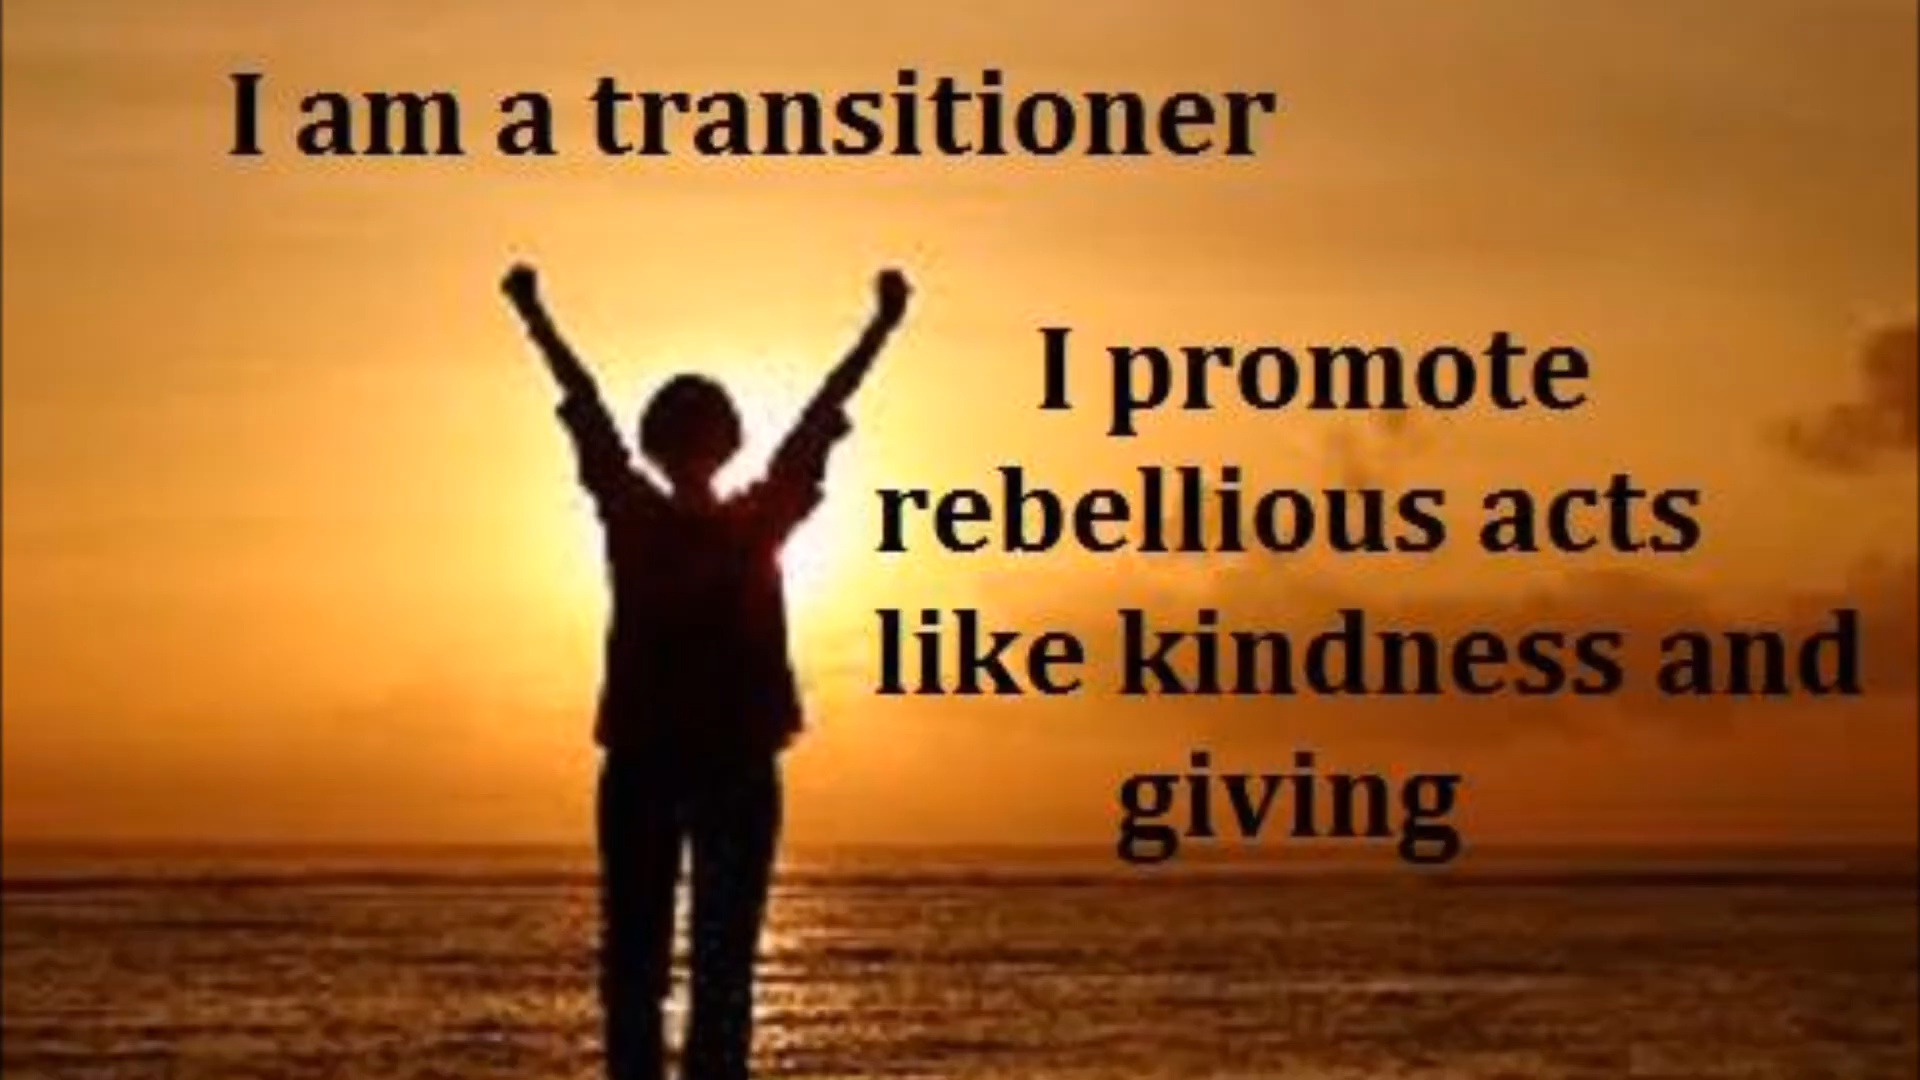 I am a transitioner
I promote
rebellious acts
like kindness and
giving